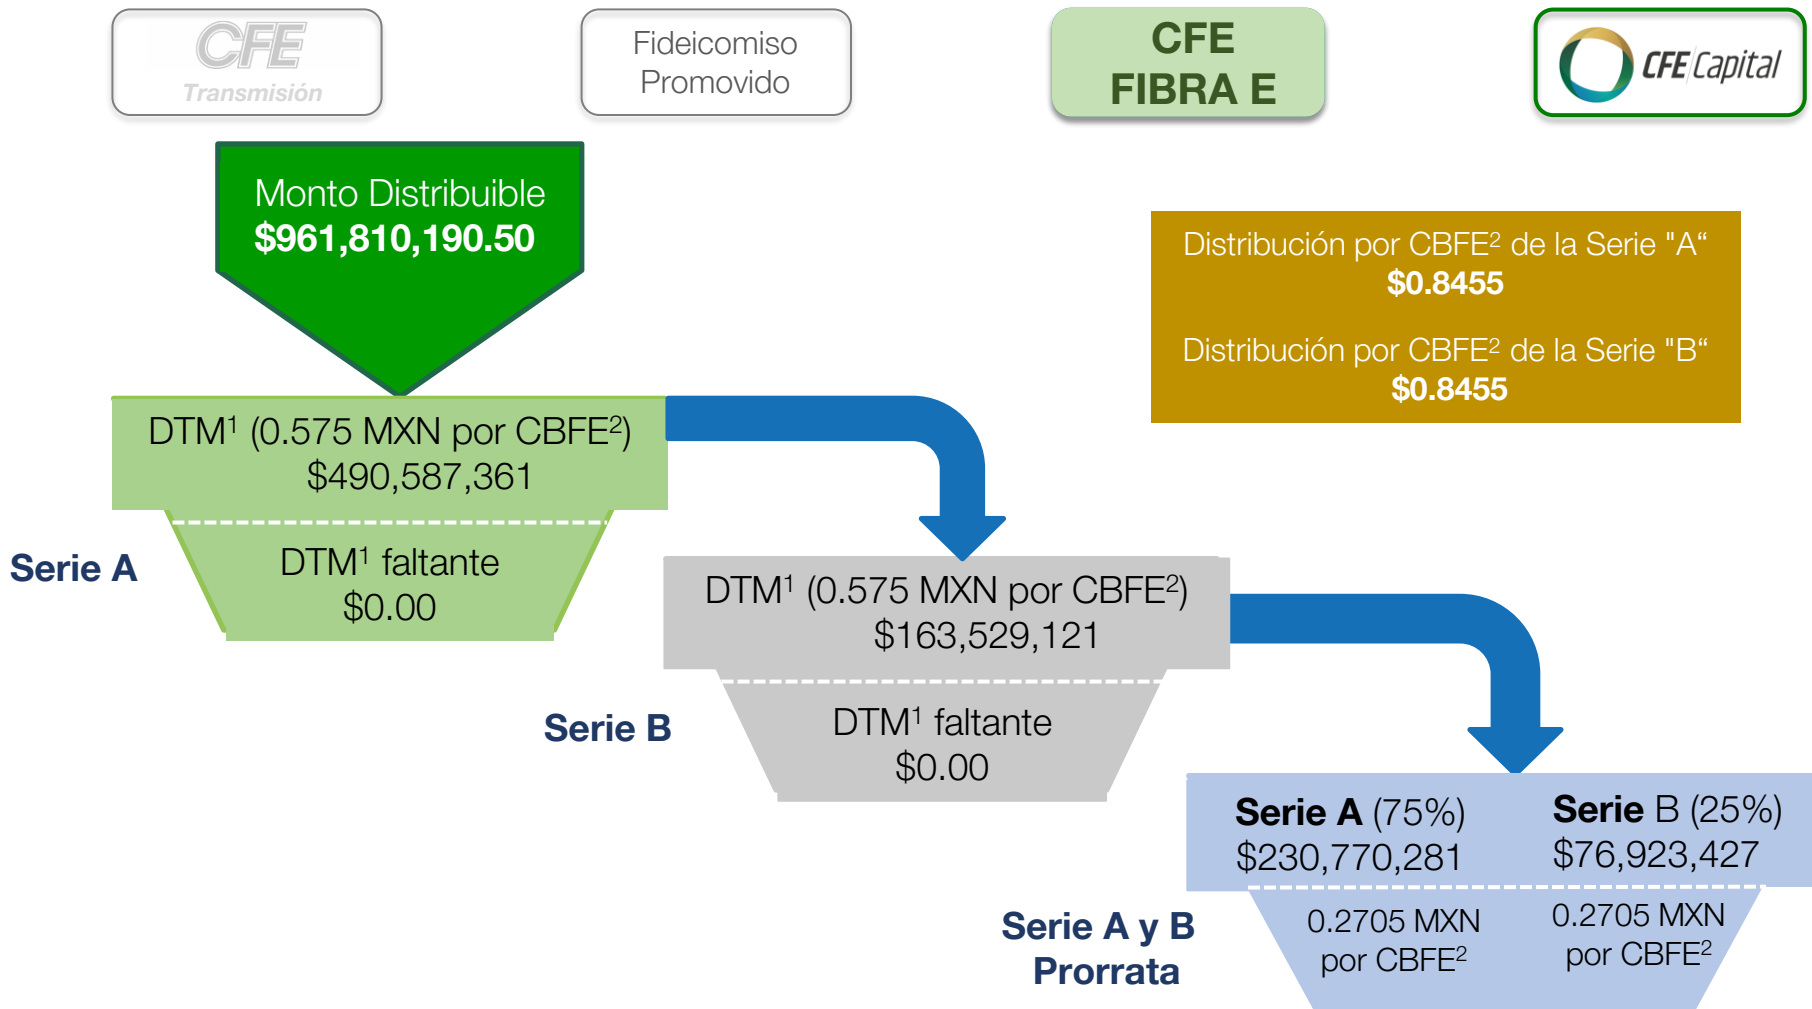 CFE
Transmisión
Fideicomiso
Promovido
CFE
FIBRA E
CFE Capital
Monto Distribuible
$961,810,190.50
Distribución por CBFE² de la Serie "A“
$0.8455
Distribución por CBFE² de la Serie "B“
$0.8455
DTM¹ (0.575 MXN por CBFE²)
$490,587,361
DTM¹ faltante
$0.00
Serie A
DTM¹ (0.575 MXN por CBFE²)
$163,529,121
DTM¹ faltante
$0.00
Serie B
Serie A (75%)
$230,770,281
Serie B (25%)
$76,923,427
0.2705 MXN
por CBFE²
0.2705 MXN
por CBFE²
Serie A y B
Prorrata